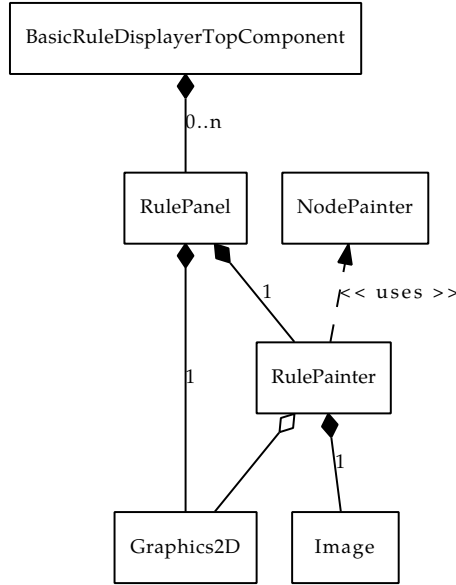 BasicRuleDisplayerTopComponent
0..n
RulePanel
NodePainter
1
<< uses >>
RulePainter
1
1
Graphics2D
Image